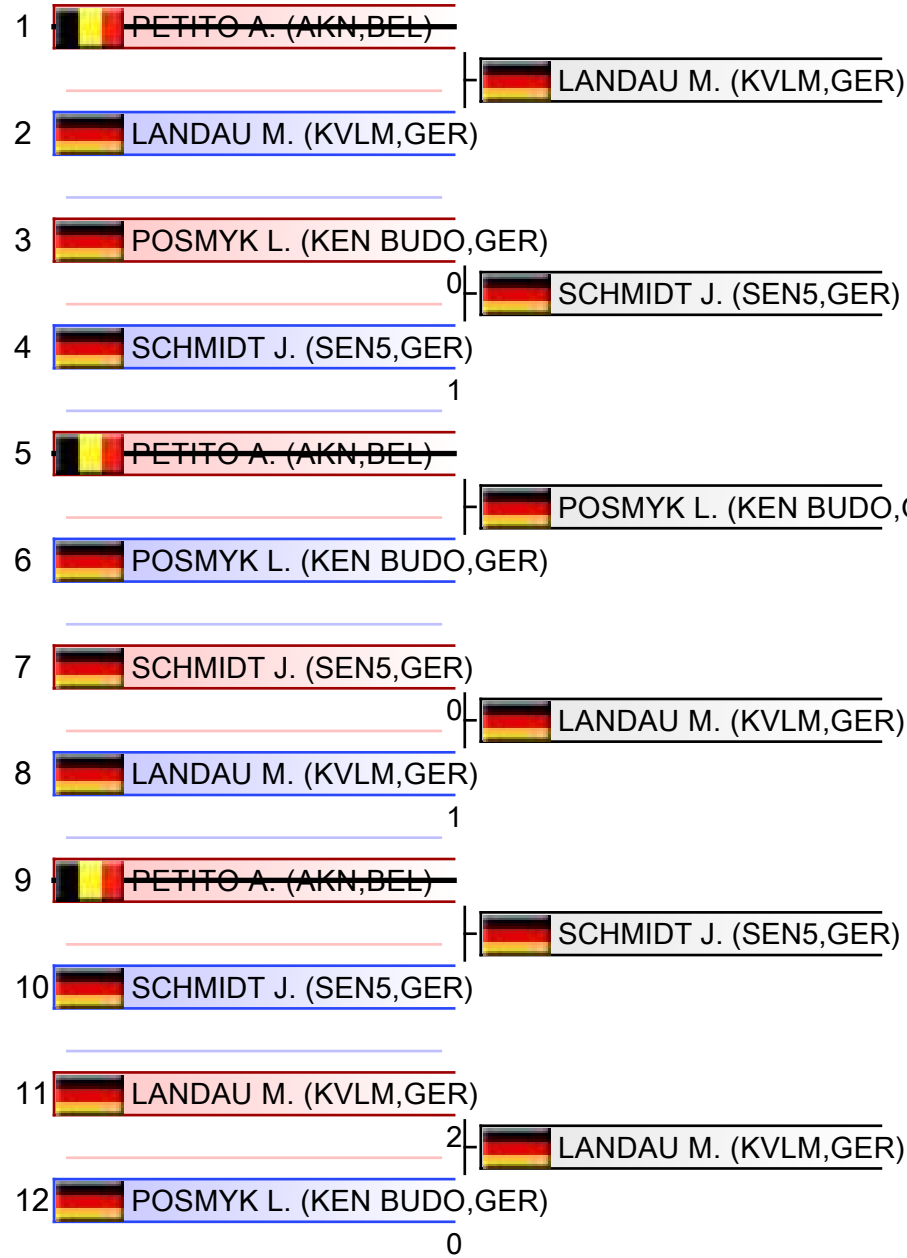 1 PETITO A. (AKN,BEL)
LANDAU M. (KVLM,GER)
2 LANDAU M. (KVLM,GER)
3 POSMYK L. (KEN BUDO,GER)
0 SCHMIDT J. (SEN5,GER)
4 SCHMIDT J. (SEN5,GER)
1
5 PETITO A. (AKN,BEL)
POSMYK L. (KEN BUDO,
6 POSMYK L. (KEN BUDO,GER)
7 SCHMIDT J. (SEN5,GER)
0 LANDAU M. (KVLM,GER)
8 LANDAU M. (KVLM,GER)
1
9 PETITO A. (AKN,BEL)
SCHMIDT J. (SEN5,GER)
10 SCHMIDT J. (SEN5,GER)
11 LANDAU M. (KVLM,GER)
2 LANDAU M. (KVLM,GER)
12 POSMYK L. (KEN BUDO,GER)
0